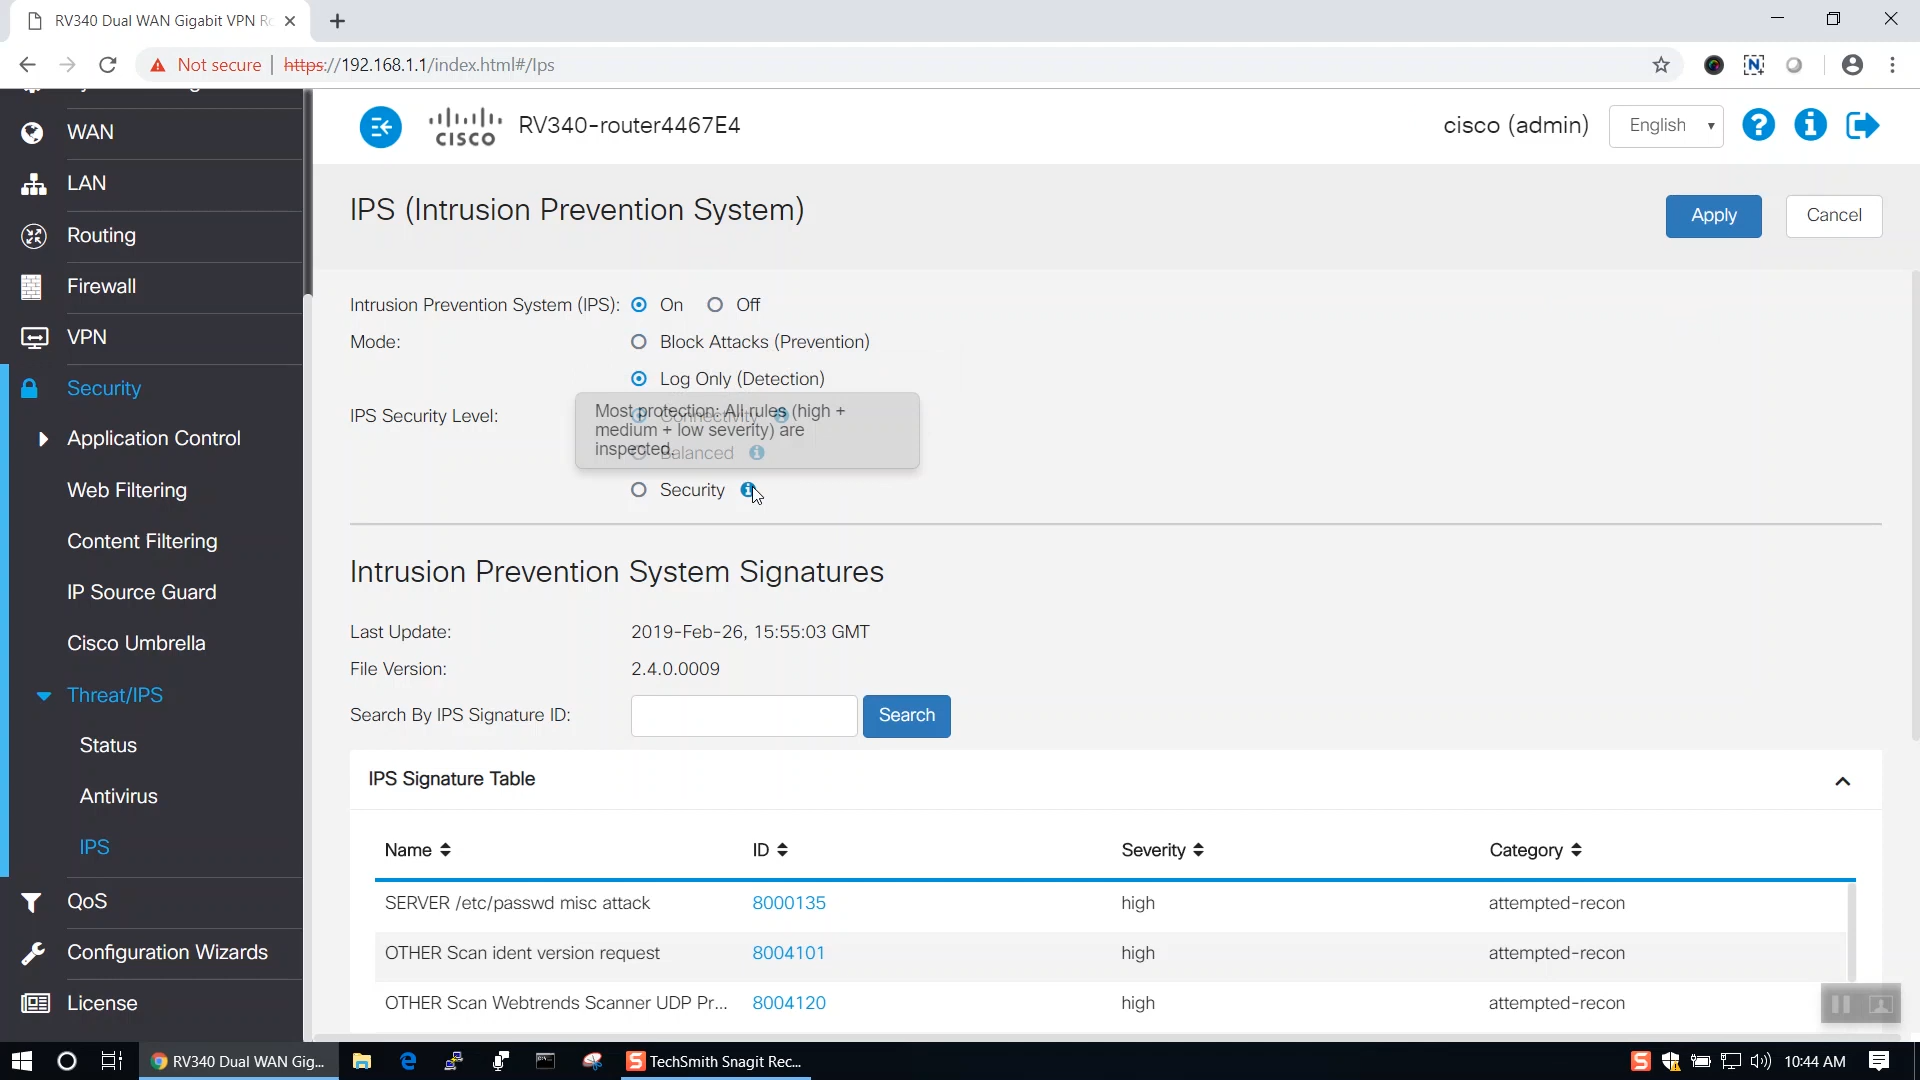 RV340 Dual WAN Gigabit VPN Ro
Not secure | https://192.168.1.1/index.html#/Ips
WAN
LAN
Routing
Firewall
VPN
Security
Application Control
Web Filtering
Content Filtering
IP Source Guard
Cisco Umbrella
Threat/IPS
Status
Antivirus
IPS
QoS
Configuration Wizards
License
CISCO
RV340-router4467E4
cisco (admin)
English
IPS (Intrusion Prevention System)
Apply
Cancel
Intrusion Prevention System (IPS): On Off
Mode: Block Attacks (Prevention)
Log Only (Detection)
IPS Security Level: Connectivity
Most protection: All rules (high +
medium + low severity) are
inspected.
Balanced
Security
Intrusion Prevention System Signatures
Last Update: 2019-Feb-26, 15:55:03 GMT
File Version: 2.4.0.0009
Search By IPS Signature ID: Search
IPS Signature Table
Name ID Severity Category
SERVER /etc/passwd misc attack 8000135 high attempted-recon
OTHER Scan ident version request 8004101 high attempted-recon
OTHER Scan Webtrends Scanner UDP Pr... 8004120 high attempted-recon
RV340 Dual WAN Gig...
TechSmith Snagit Rec...
10:44 AM